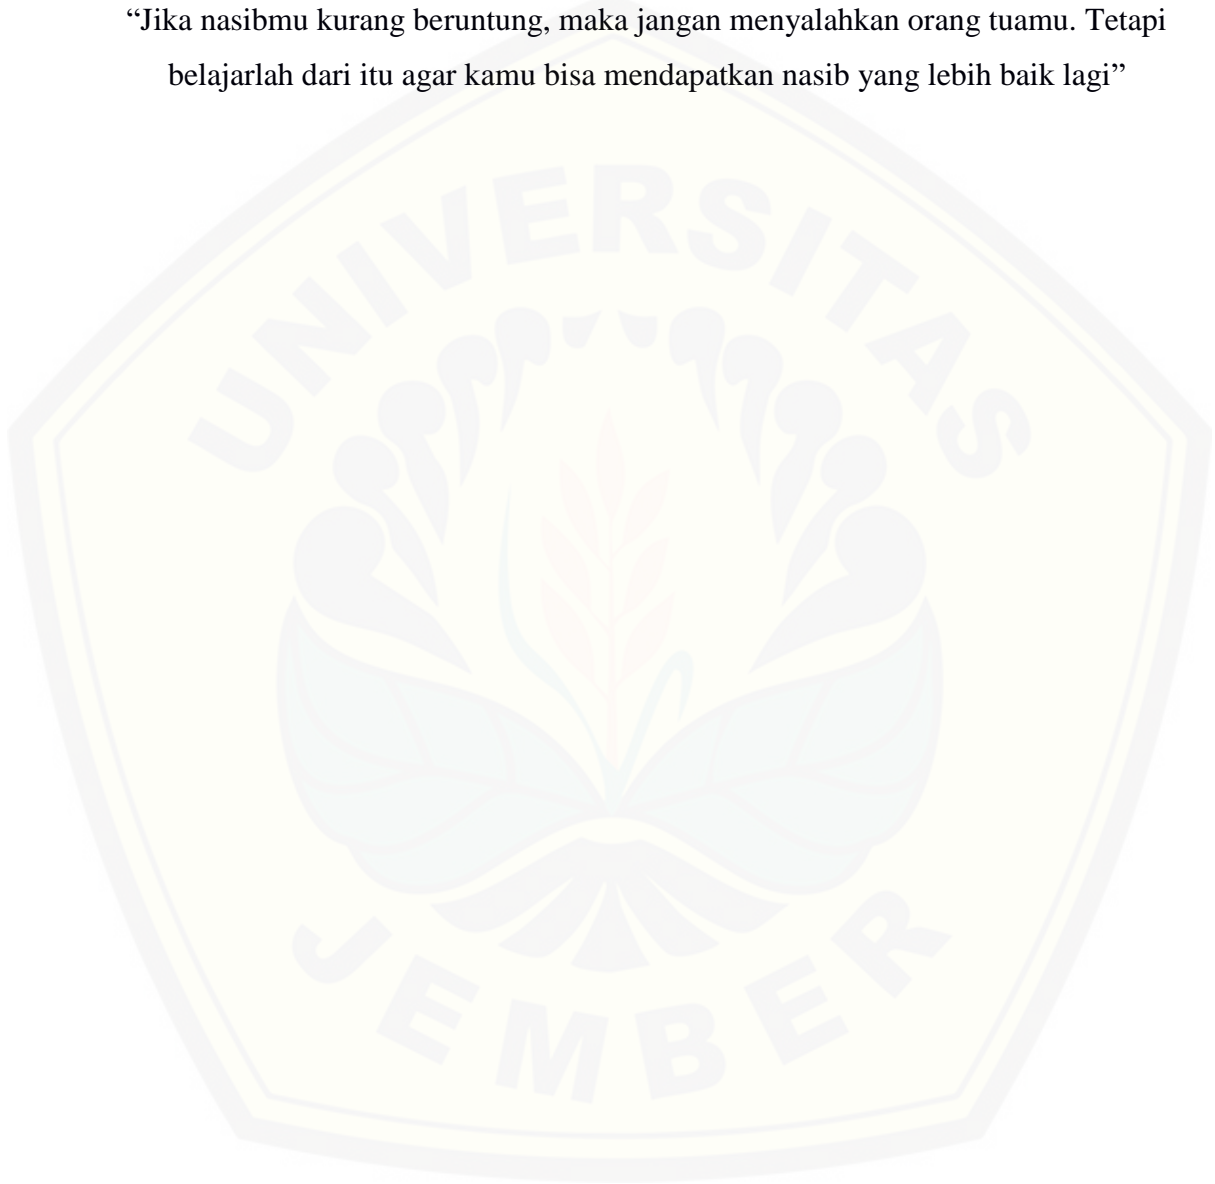 “Jika nasibmu kurang beruntung, maka jangan menyalahkan orang tuamu. Tetapi
belajarlah dari itu agar kamu bisa mendapatkan nasib yang lebih baik lagi”
UNIVERSITAS
JEMBER